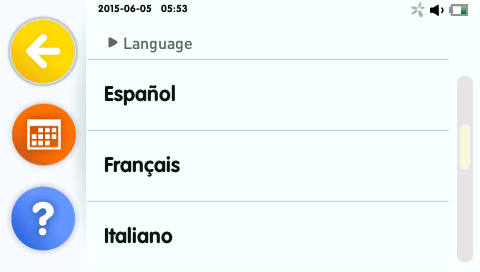 2015-06-05 05:53
Language
Español
Français
Italiano
?